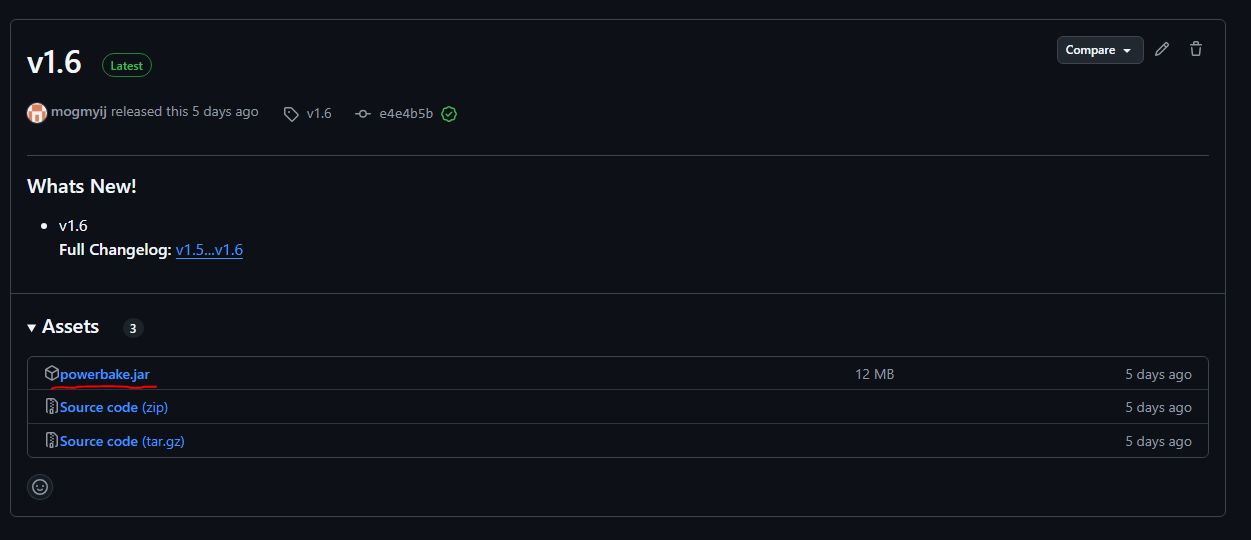 v1.6 Latest
Compare
mogmyij released this 5 days ago v1.6 e4e4b5b
Whats New!
v1.6
Full Changelog: v1.5...v1.6
Assets 3
powerbake.jar 12 MB 5 days ago
Source code (zip) 5 days ago
Source code (tar.gz) 5 days ago